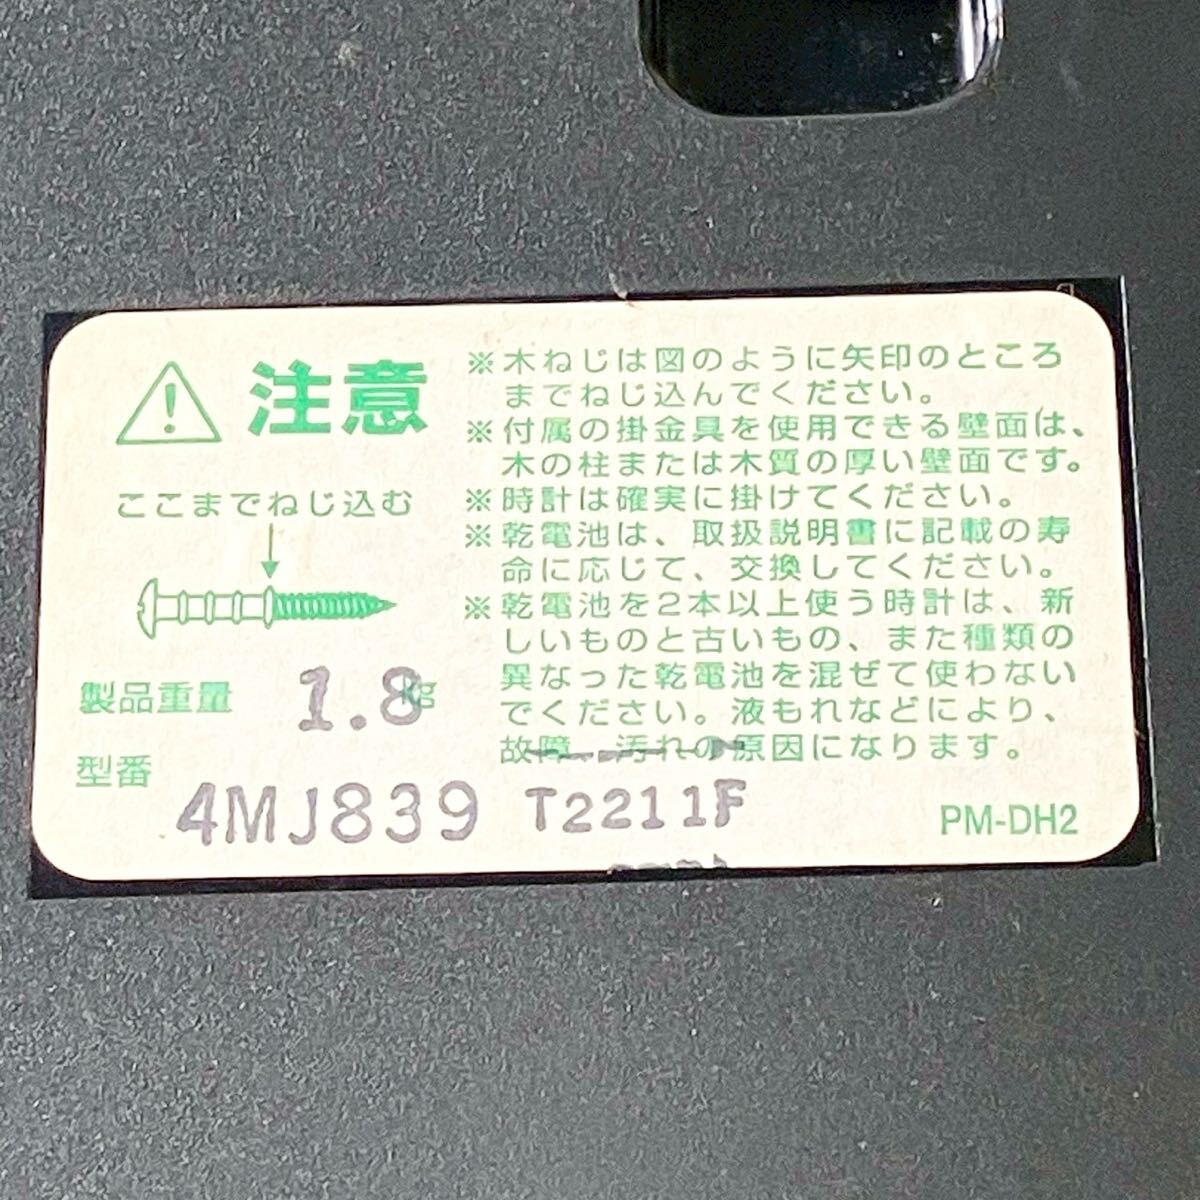 注意
ここまでねじ込む
製品重量 1.8kg
型番
4MJ839 T2211F
※木ねじは図のように矢印のところ
までねじ込んでください。
※付属の掛金具を使用できる壁面は、
木の柱または木質の厚い壁面です。
※時計は確実に掛けてください。
※乾電池は、取扱説明書に記載の寿
命に応じて、交換してください。
※乾電池を2本以上使う時計は、新
しいものと古いもの、また種類の
異なった乾電池を混ぜて使わない
でください。液もれなどにより、
故障、汚れの原因になります。
PM-DH2